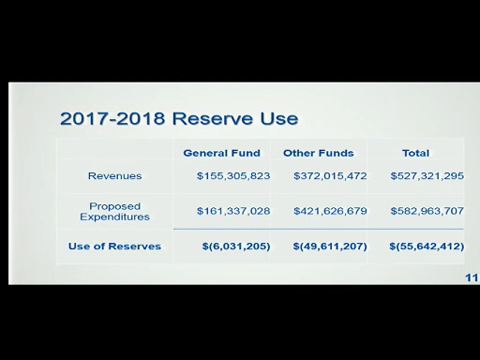 2017-2018 Reserve Use
General Fund Other Funds Total
Revenues $155,305,823 $372,015,472 $527,321,295
Proposed
Expenditures $161,337,028 $421,626,679 $582,963,707
Use of Reserves $(6,031,205) $(49,611,207) $(55,642,412)
11